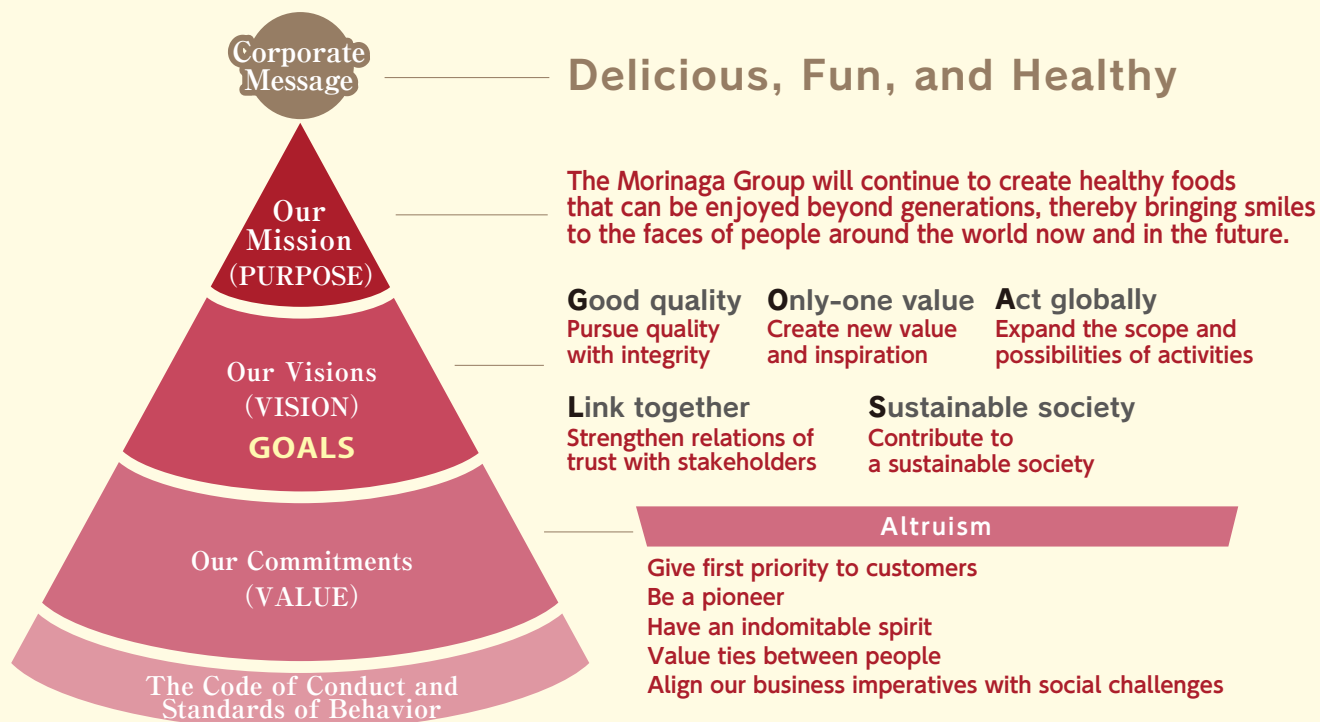 Corporate
Message
Delicious, Fun, and Healthy
Our
Mission
(PURPOSE)
The Morinaga Group will continue to create healthy foods
that can be enjoyed beyond generations, thereby bringing smiles
to the faces of people around the world now and in the future.
Our Visions
(VISION)
GOALS
Good quality
Pursue quality
with integrity
Only-one value
Create new value
and inspiration
Act globally
Expand the scope and
possibilities of activities
Link together
Strengthen relations of
trust with stakeholders
Sustainable society
Contribute to
a sustainable society
Our Commitments
(VALUE)
Altruism
Give first priority to customers
Be a pioneer
Have an indomitable spirit
Value ties between people
Align our business imperatives with social challenges
The Code of Conduct and
Standards of Behavior